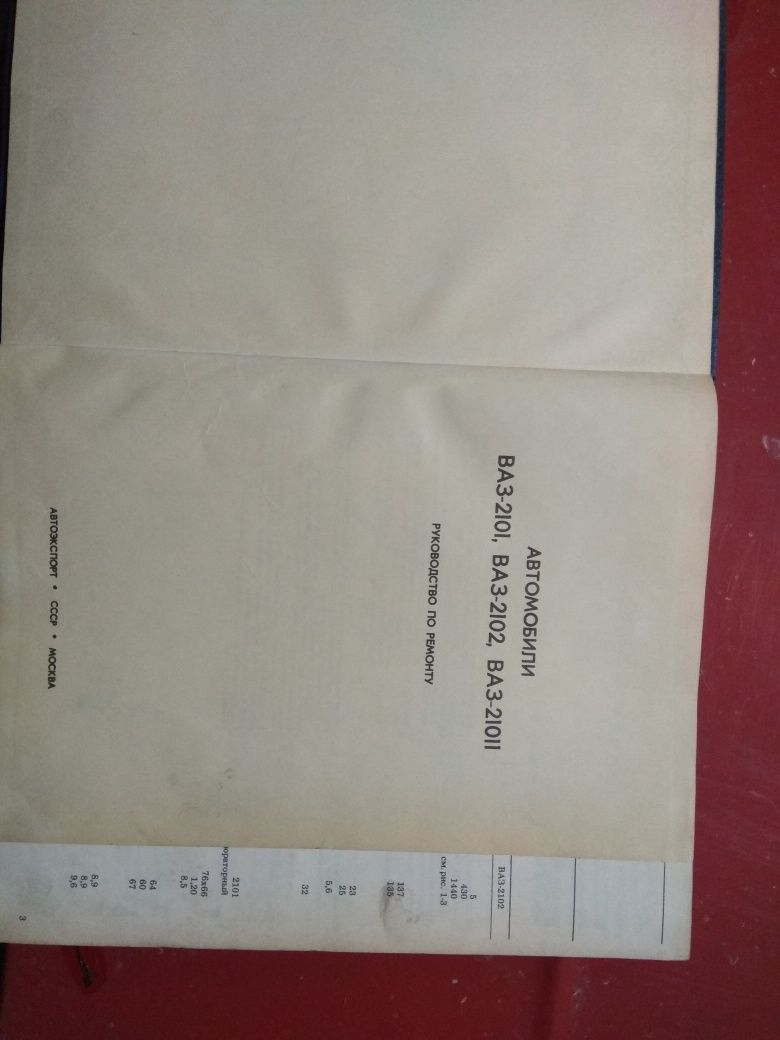 АВТОМОБИЛИ
ВАЗ-2101, ВАЗ-2102, ВАЗ-21011
РУКОВОДСТВО ПО РЕМОНТУ
АВТОЭКСПОРТ • СССР • МОСКВА
ВАЗ-2102
5
430
1440
см. рис. 1-3
137
135
23
25
5,6
32
2101
юраторный
76х66
1,20
8,5
64
60
67
8,9
8,9
9,6
3